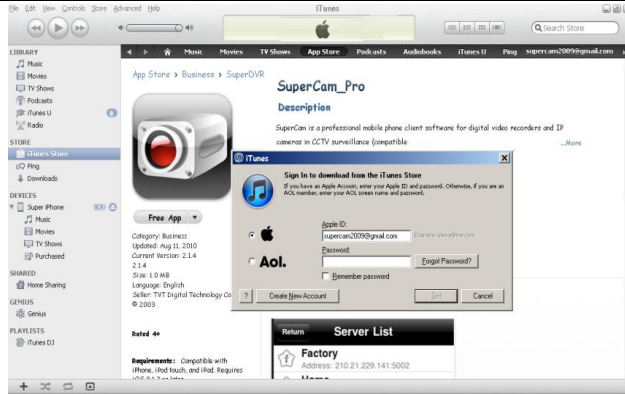 File Edit View Controls Store Advanced Help
iTunes
Search Store
LIBRARY
Music
Movies
TV Shows
Podcasts
iTunes U
Radio
STORE
iTunes Store
Ping
Downloads
DEVICES
Super iPhone
Music
Movies
TV Shows
Purchased
SHARED
Home Sharing
GENIUS
Genius
PLAYLISTS
iTunes DJ
Music Movies TV Shows App Store Podcasts Audiobooks iTunes U Ping supercam2009@gmail.com
App Store > Business > SuperDVR
SuperCam_Pro
Description
SuperCam is a professional mobile phone client software for digital video recorders and IP
cameras in CCTV surveillance (compatible
...More
Free App
Category: Business
Updated: Aug 11, 2010
Current Version: 2.1.4
2.1.4
Size: 1.0 MB
Language: English
Seller: TVT Digital Technology Co
© 2003
Rated 4+
Requirements: Compatible with
iPhone, iPod touch, and iPad. Requires
iTunes
Sign In to download from the iTunes Store
If you have an Apple Account, enter your Apple ID and password. Otherwise, if you are an
AOL member, enter your AOL screen name and password.
Apple ID:
supercam2009@gmail.com Example: steve@me.com
Aol.
Password:
Forgot Password?
Remember password
? Create New Account Get Cancel
Return Server List
Factory
Address: 210.21.229.141:5002